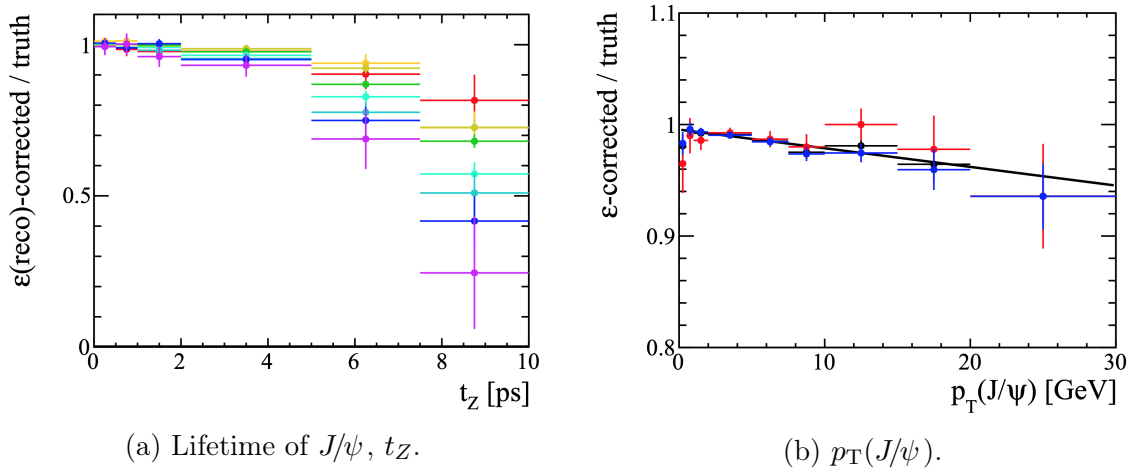 ε(reco)-corrected / truth
1
0.5
0
0 2 4 6 8 10
t_Z [ps]
(a) Lifetime of J/ψ, t_Z.
ε-corrected / truth
1.1
1
0.9
0.8
0 10 20 30
p_T(J/ψ) [GeV]
(b) p_T(J/ψ).